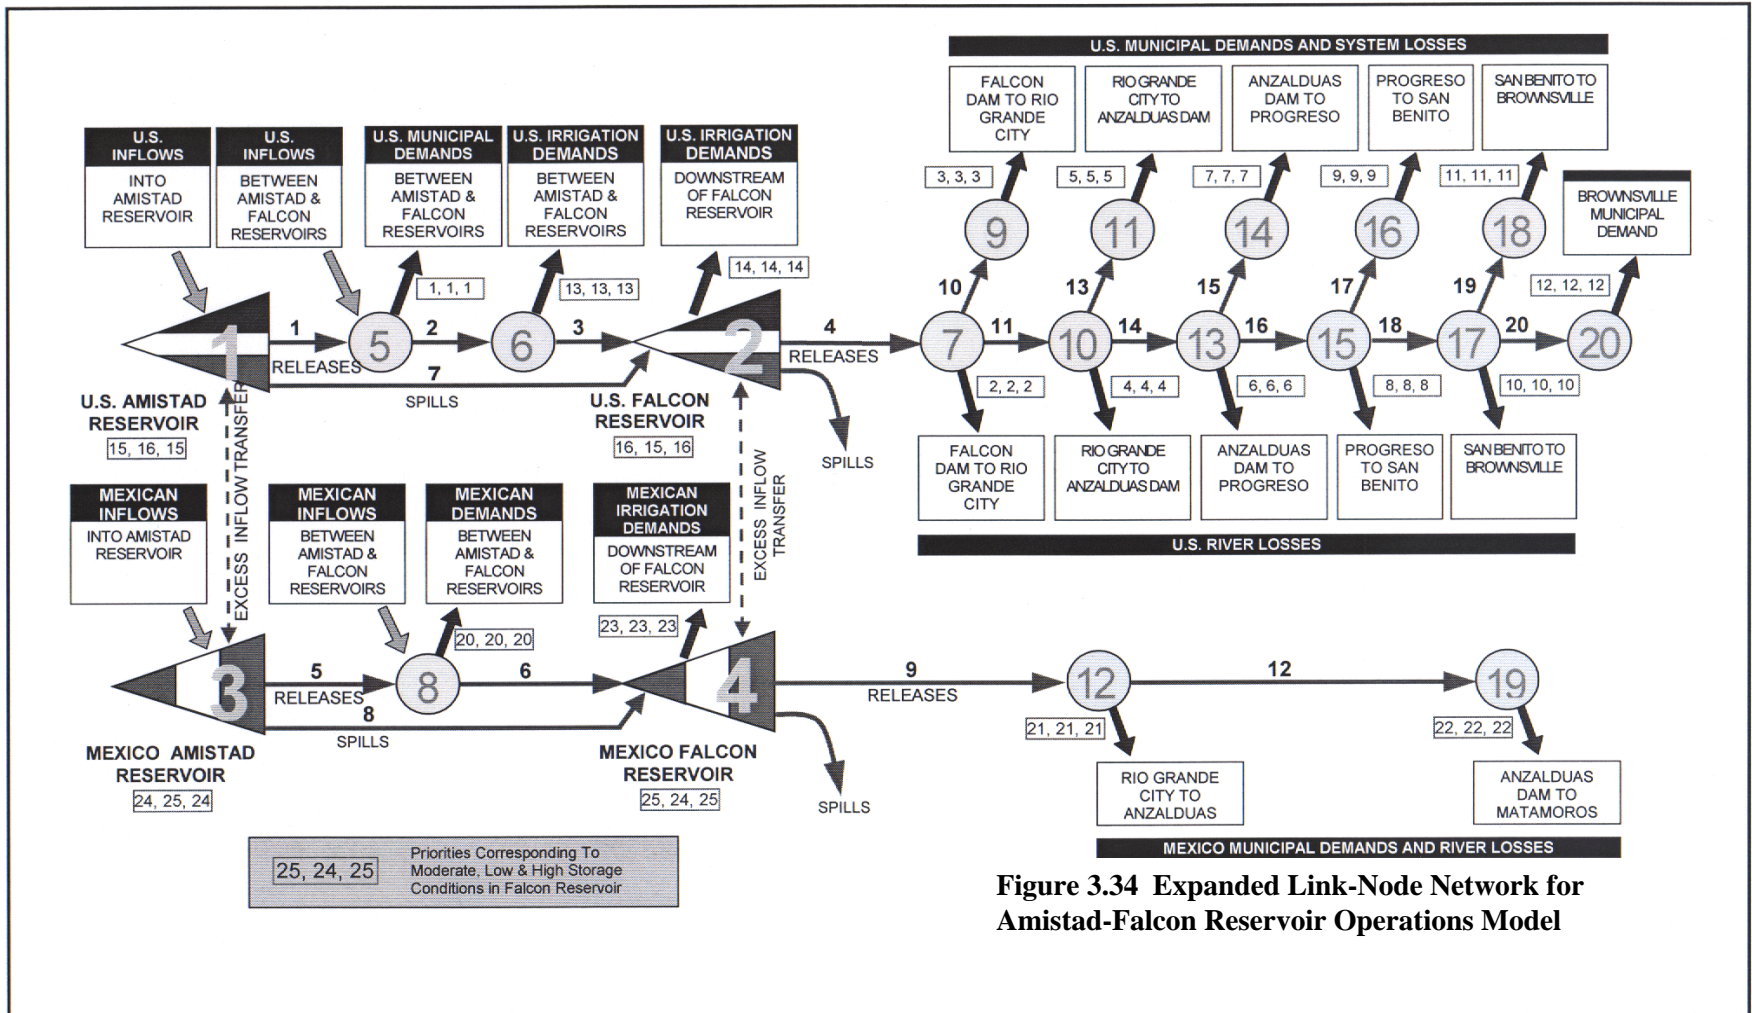 U.S. MUNICIPAL DEMANDS AND SYSTEM LOSSES
FALCON
DAM TO RIO
GRANDE
CITY
RIO GRANDE
CITY TO
ANZALDUAS DAM
ANZALDUAS
DAM TO
PROGRESO
PROGRESO
TO SAN
BENITO
SAN BENITO TO
BROWNSVILLE
3, 3, 3
5, 5, 5
7, 7, 7
9, 9, 9
11, 11, 11
BROWNSVILLE
MUNICIPAL
DEMAND
12, 12, 12
9
11
14
16
18
U.S.
INFLOWS
INTO
AMISTAD
RESERVOIR
U.S.
INFLOWS
BETWEEN
AMISTAD &
FALCON
RESERVOIRS
U.S. MUNICIPAL
DEMANDS
BETWEEN
AMISTAD &
FALCON
RESERVOIRS
U.S. IRRIGATION
DEMANDS
BETWEEN
AMISTAD &
FALCON
RESERVOIRS
U.S. IRRIGATION
DEMANDS
DOWNSTREAM
OF FALCON
RESERVOIR
1, 1, 1
13, 13, 13
14, 14, 14
10
13
15
17
19
1
1
RELEASES
5
2
6
3
2
4
RELEASES
7
11
10
14
13
16
15
18
17
20
20
7
SPILLS
SPILLS
U.S. AMISTAD
RESERVOIR
15, 16, 15
U.S. FALCON
RESERVOIR
16, 15, 16
2, 2, 2
4, 4, 4
6, 6, 6
8, 8, 8
10, 10, 10
FALCON
DAM TO RIO
GRANDE
CITY
RIO GRANDE
CITY TO
ANZALDUAS DAM
ANZALDUAS
DAM TO
PROGRESO
PROGRESO
TO SAN
BENITO
SAN BENITO TO
BROWNSVILLE
U.S. RIVER LOSSES
EXCESS INFLOW TRANSFER
EXCESS INFLOW
TRANSFER
MEXICAN
INFLOWS
INTO AMISTAD
RESERVOIR
MEXICAN
INFLOWS
BETWEEN
AMISTAD &
FALCON
RESERVOIRS
MEXICAN
DEMANDS
BETWEEN
AMISTAD &
FALCON
RESERVOIRS
MEXICAN
IRRIGATION
DEMANDS
DOWNSTREAM
OF FALCON
RESERVOIR
20, 20, 20
23, 23, 23
3
5
RELEASES
8
6
4
9
RELEASES
12
12
19
8
SPILLS
SPILLS
MEXICO AMISTAD
RESERVOIR
24, 25, 24
MEXICO FALCON
RESERVOIR
25, 24, 25
21, 21, 21
22, 22, 22
RIO GRANDE
CITY TO
ANZALDUAS
ANZALDUAS
DAM TO
MATAMOROS
MEXICO MUNICIPAL DEMANDS AND RIVER LOSSES
25, 24, 25
Priorities Corresponding To
Moderate, Low & High Storage
Conditions in Falcon Reservoir
Figure 3.34 Expanded Link-Node Network for
Amistad-Falcon Reservoir Operations Model